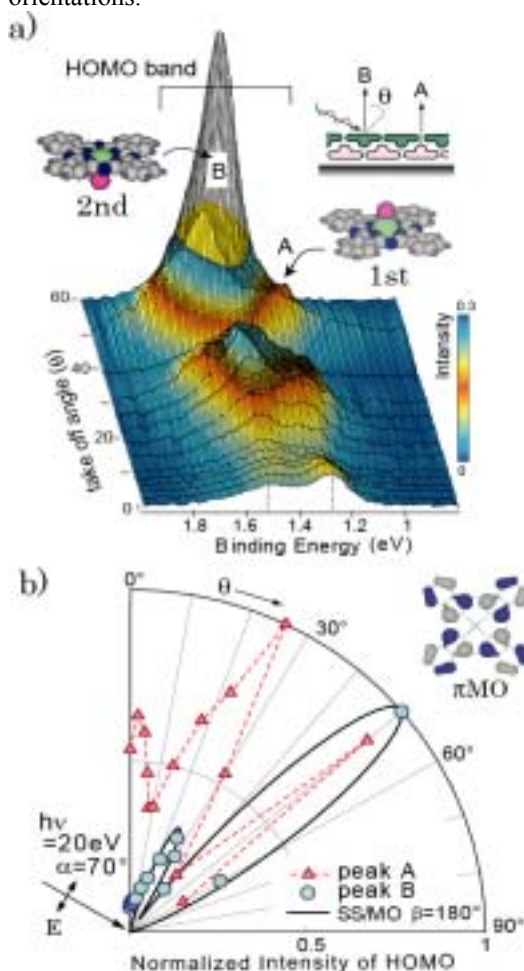 orientations.
a)
HOMO band
B
A
θ
B
2nd
A
1st
60
40
20
0
take off angle (θ)
0.3
Intensity
0
1.8
1.6
1.4
1.2
1
Binding Energy (eV)
b)
0°
θ
30°
πMO
60°
hν
=20eV
α=70°
E
peak A
peak B
SS/MO β=180°
90°
0.5
1
Normalized Intensity of HOMO